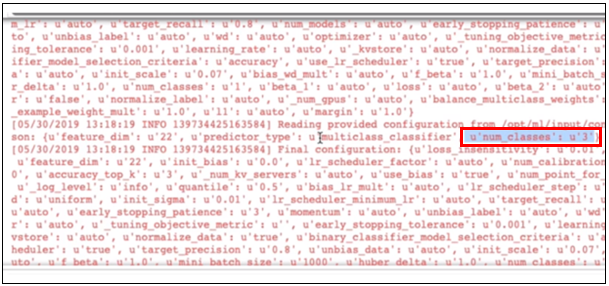 m_lr': u'auto', u'target_recall': u'0.8', u'num_models': u'auto', u'early_stopping_patience': u
to', u'unbias_label': u'auto', u'wd': u'auto', u'optimizer': u'auto', u'_tuning_objective_metric
ing_tolerance': u'0.001', u'learning_rate': u'auto', u'_kvstore': u'auto', u'normalize_data': u'
ifier_model_selection_criteria': u'accuracy', u'use_lr_scheduler': u'true', u'target_precision':
a': u'auto', u'init_scale': u'0.07', u'bias_wd_mult': u'auto', u'f_beta': u'1.0', u'mini_batch_s
r_delta': u'1.0', u'num_classes': u'1', u'beta_1': u'auto', u'loss': u'auto', u'beta_2': u'auto'
r': u'false', u'normalize_label': u'auto', u'_num_gpus': u'auto', u'balance_multiclass_weights'
_example_weight_mult': u'1.0', u'l1': u'auto', u'margin': u'1.0'}
[05/30/2019 13:18:19 INFO 139734425163584] Reading provided configuration from /opt/ml/input/con
son: {u'feature_dim': u'22', u'predictor_type': u'multiclass_classifier', u'num_classes': u'3'}
[05/30/2019 13:18:19 INFO 139734425163584] Final configuration: {u'loss_insensitivity': u'0.01',
u'feature_dim': u'22', u'init_bias': u'0.0', u'lr_scheduler_factor': u'auto', u'num_calibration
0', u'accuracy_top_k': u'3', u'_num_kv_servers': u'auto', u'use_bias': u'true', u'num_point_for_
u'_log_level': u'info', u'quantile': u'0.5', u'bias_lr_mult': u'auto', u'lr_scheduler_step': u'
d': u'uniform', u'init_sigma': u'0.01', u'lr_scheduler_minimum_lr': u'auto', u'target_recall': u
'auto', u'early_stopping_patience': u'3', u'momentum': u'auto', u'unbias_label': u'auto', u'wd'
r': u'auto', u'_tuning_objective_metric': u'', u'early_stopping_tolerance': u'0.001', u'learning
vstore': u'auto', u'normalize_data': u'true', u'binary_classifier_model_selection_criteria': u'a
heduler': u'true', u'target_precision': u'0.8', u'unbias_data': u'auto', u'init_scale': u'0.07'
u'auto', u'f_beta': u'1.0', u'mini_batch_size': u'1000', u'huber_delta': u'1.0', u'num_classes': u'